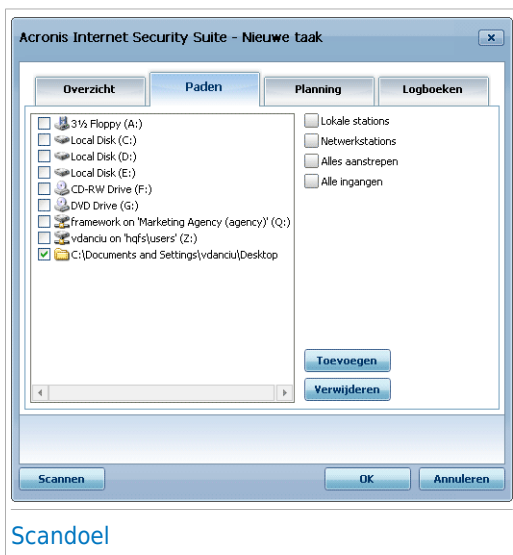 Acronis Internet Security Suite - Nieuwe taak
Overzicht
Paden
Planning
Logboeken
3½ Floppy (A:)
Local Disk (C:)
Local Disk (D:)
Local Disk (E:)
CD-RW Drive (F:)
DVD Drive (G:)
framework on 'Marketing Agency (agency)' (Q:)
vdanciu on 'hqfs\users' (Z:)
C:\Documents and Settings\vdanciu\Desktop
Lokale stations
Netwerkstations
Alles aanstrepen
Alle ingangen
Toevoegen
Verwijderen
Scannen
OK
Annuleren
Scandoel